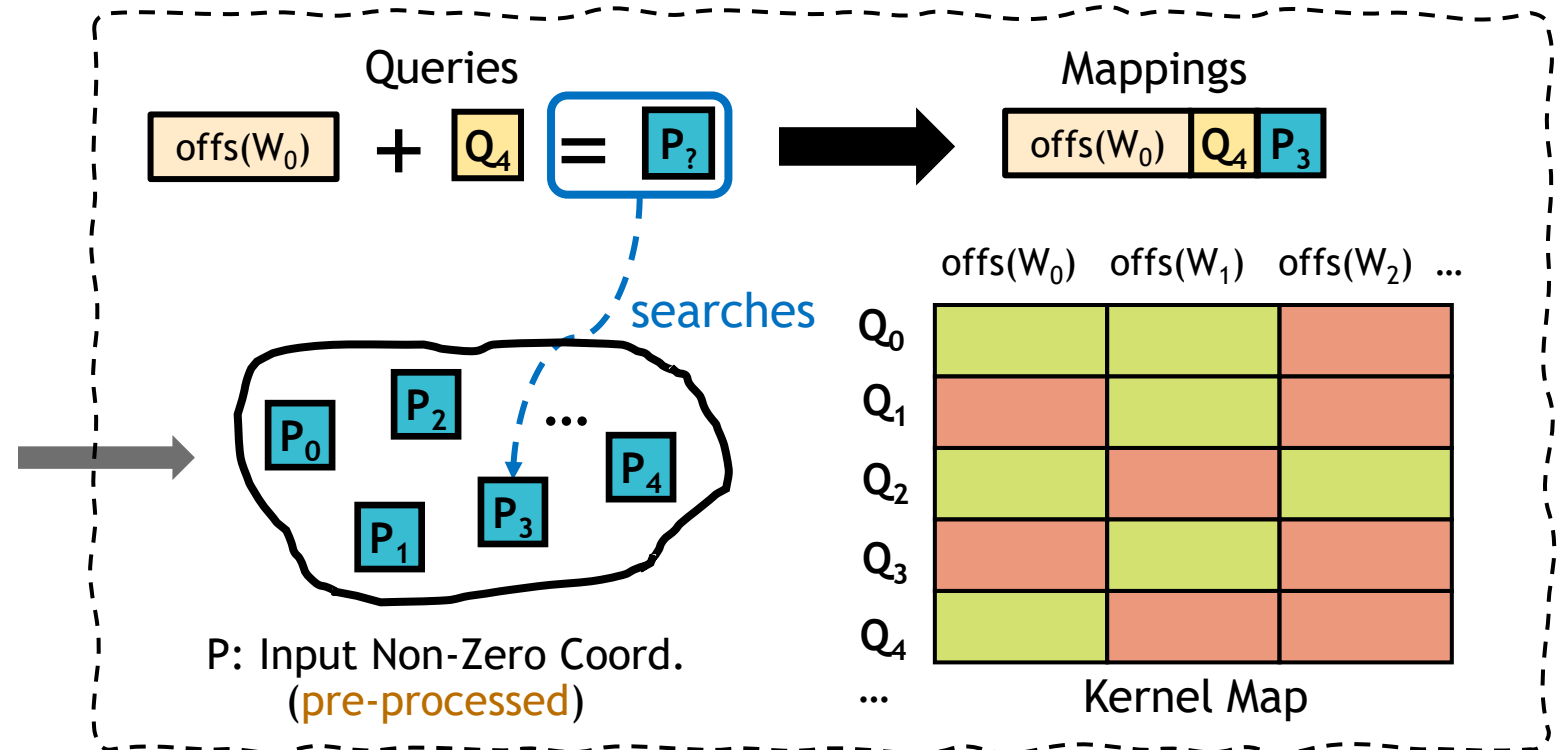 Queries
Mappings
offs(W₀) + Q₄ = P?
offs(W₀) Q₄ P₃
searches
offs(W₀) offs(W₁) offs(W₂) ...
Q₀
Q₁
Q₂
Q₃
Q₄
...
P₀
P₂
...
P₄
P₁
P₃
P: Input Non-Zero Coord.
(pre-processed)
Kernel Map